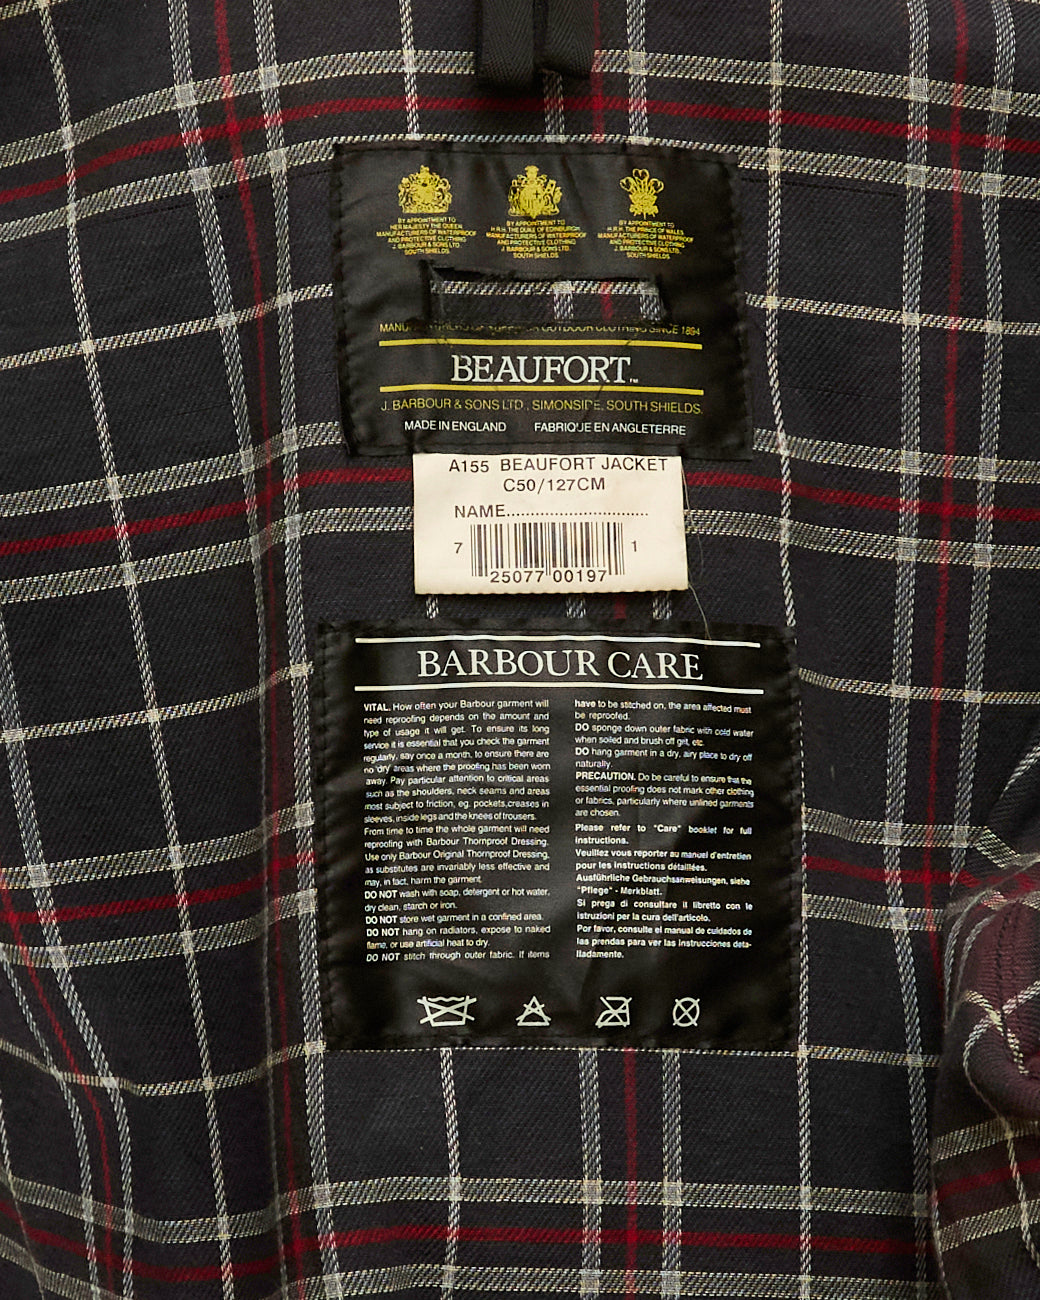 BY APPOINTMENT TO
HER MAJESTY THE QUEEN
MANUFACTURERS OF WATERPROOF
AND PROTECTIVE CLOTHING
J. BARBOUR & SONS LTD
SOUTH SHIELDS
BY APPOINTMENT TO
H.R.H. THE DUKE OF EDINBURGH
MANUFACTURERS OF WATERPROOF
AND PROTECTIVE CLOTHING
J. BARBOUR & SONS LTD.
SOUTH SHIELDS.
BY APPOINTMENT TO
H.R.H. THE PRINCE OF WALES
MANUFACTURERS OF WATERPROOF
AND PROTECTIVE CLOTHING
J. BARBOUR & SONS LTD.
SOUTH SHIELDS
MANUFACTURERS OF SUPERIOR OUTDOOR CLOTHING SINCE 1894
BEAUFORT™
J. BARBOUR & SONS LTD., SIMONSIDE, SOUTH SHIELDS.
MADE IN ENGLAND FABRIQUE EN ANGLETERRE
A155 BEAUFORT JACKET
C50/127CM
NAME............................
7 25077 00197 1
BARBOUR CARE
VITAL. How often your Barbour garment will
need reproofing depends on the amount and
type of usage it will get. To ensure its long
service it is essential that you check the garment
regularly, say once a month, to ensure there are
no 'dry' areas where the proofing has been worn
away. Pay particular attention to critical areas
such as the shoulders, neck seams and areas
most subject to friction, eg. pockets, creases in
sleeves, inside legs and the knees of trousers.
From time to time the whole garment will need
reproofing with Barbour Thornproof Dressing.
Use only Barbour Original Thornproof Dressing,
as substitutes are invariably less effective and
may, in fact, harm the garment.
DO NOT wash with soap, detergent or hot water,
dry clean, starch or iron.
DO NOT store wet garment in a confined area.
DO NOT hang on radiators, expose to naked
flame, or use artificial heat to dry.
DO NOT stitch through outer fabric. If items
have to be stitched on, the area affected must
be reproofed.
DO sponge down outer fabric with cold water
when soiled and brush off grit, etc.
DO hang garment in a dry, airy place to dry off
naturally.
PRECAUTION. Do be careful to ensure that the
essential proofing does not mark other clothing
or fabrics, particularly where unlined garments
are chosen.
Please refer to "Care" booklet for full
instructions.
Veuillez vous reporter au manuel d'entretien
pour les instructions détaillées.
Ausführliche Gebrauchsanweisungen, siehe
"Pflege" - Merkblatt.
Si prega di consultare il libretto con le
istruzioni per la cura dell'articolo.
Por favor, consulte el manual de cuidados de
las prendas para ver las instrucciones deta-
lladamente.